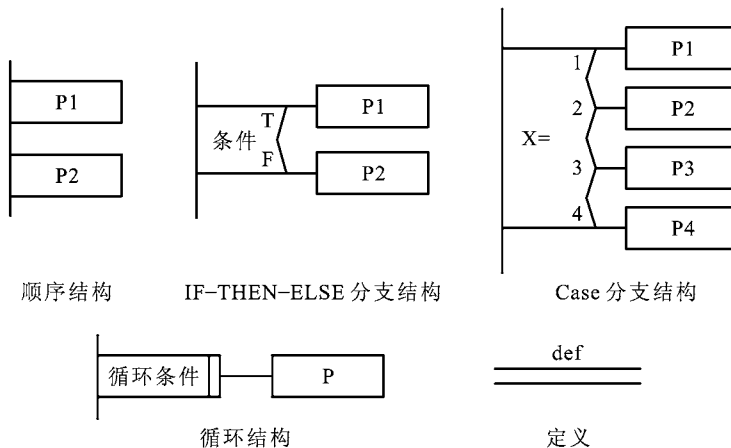 P1
P2
顺序结构
T
条件
F
P1
P2
IF-THEN-ELSE 分支结构
X=
1
2
3
4
P1
P2
P3
P4
Case 分支结构
循环条件
P
循环结构
def
定义